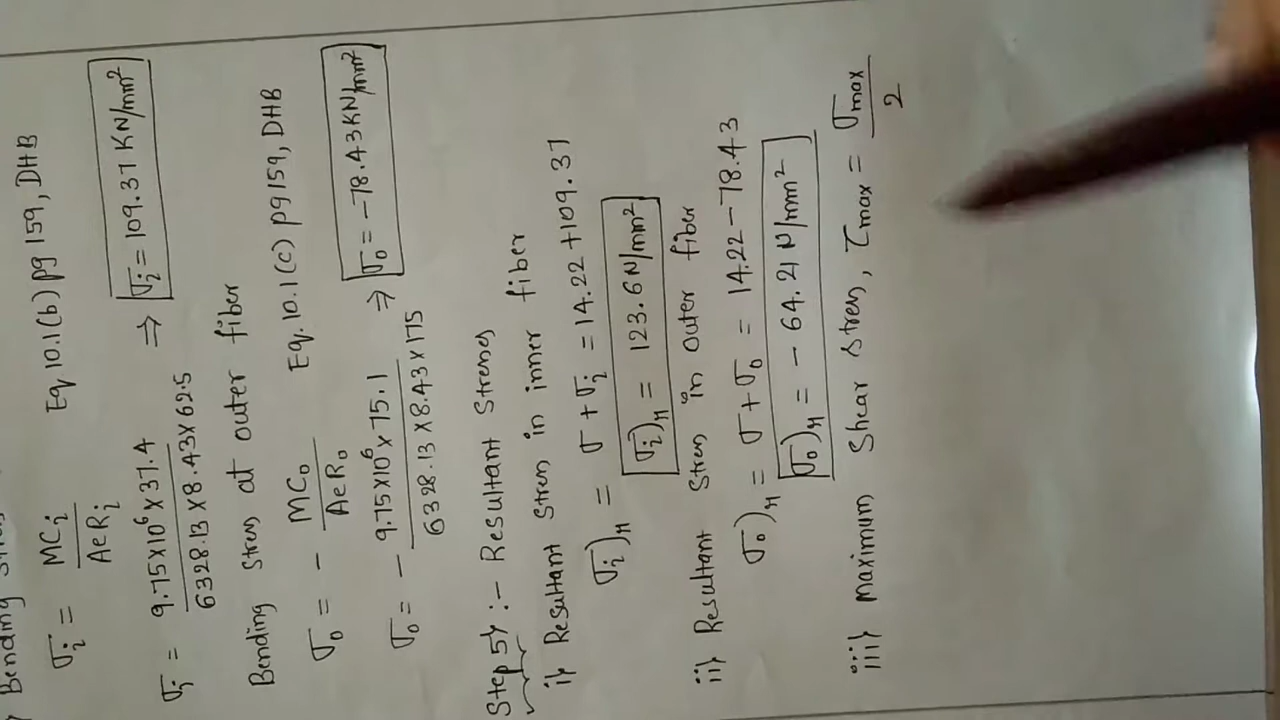 Bending
σi = MCi / AeRi Eq 10.1(b) pg 159, DHB
σi = 9.75×10⁶×37.4 / 6328.13×8.43×62.5 ⇒ σi = 109.37 KN/mm²
Bending Stress at outer fiber
σo = - MCo / AeRo Eq. 10.1(c) pg 159, DHB
σo = - 9.75×10⁶×75.1 / 6328.13×8.43×175 ⇒ σo = -78.43 KN/mm²
Step 5} :- Resultant Stresses
i} Resultant Stress in inner fiber
σi)r = σ + σi = 14.22 + 109.37
σi)r = 123.6 N/mm²
ii} Resultant Stress in outer fiber
σo)r = σ + σo = 14.22 - 78.43
σo)r = - 64.21 N/mm²
iii} maximum Shear stress, τmax = σmax / 2